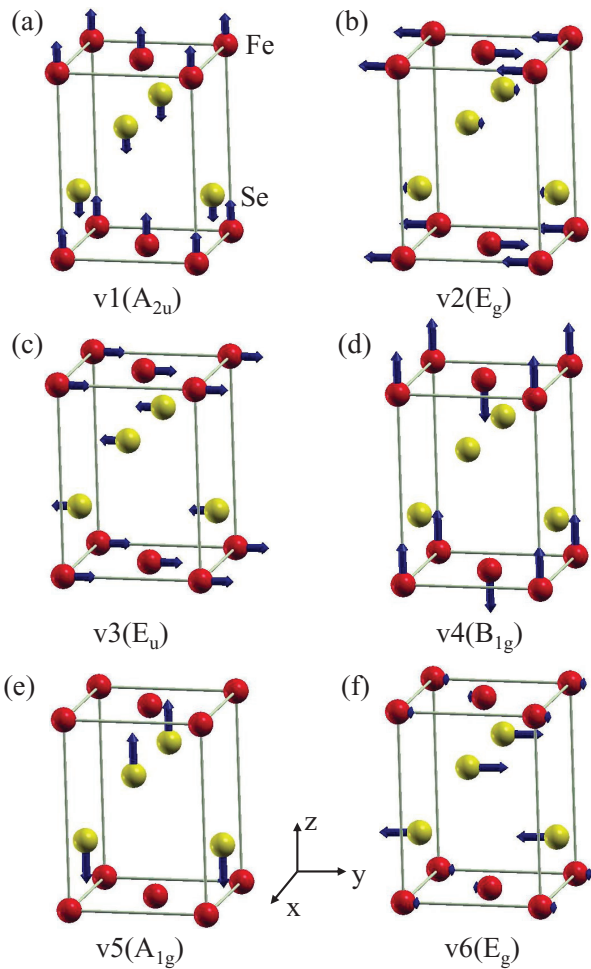 (a)
Fe
Se
v1(A2u)
(b)
v2(Eg)
(c)
v3(Eu)
(d)
v4(B1g)
(e)
v5(A1g)
z
y
x
(f)
v6(Eg)